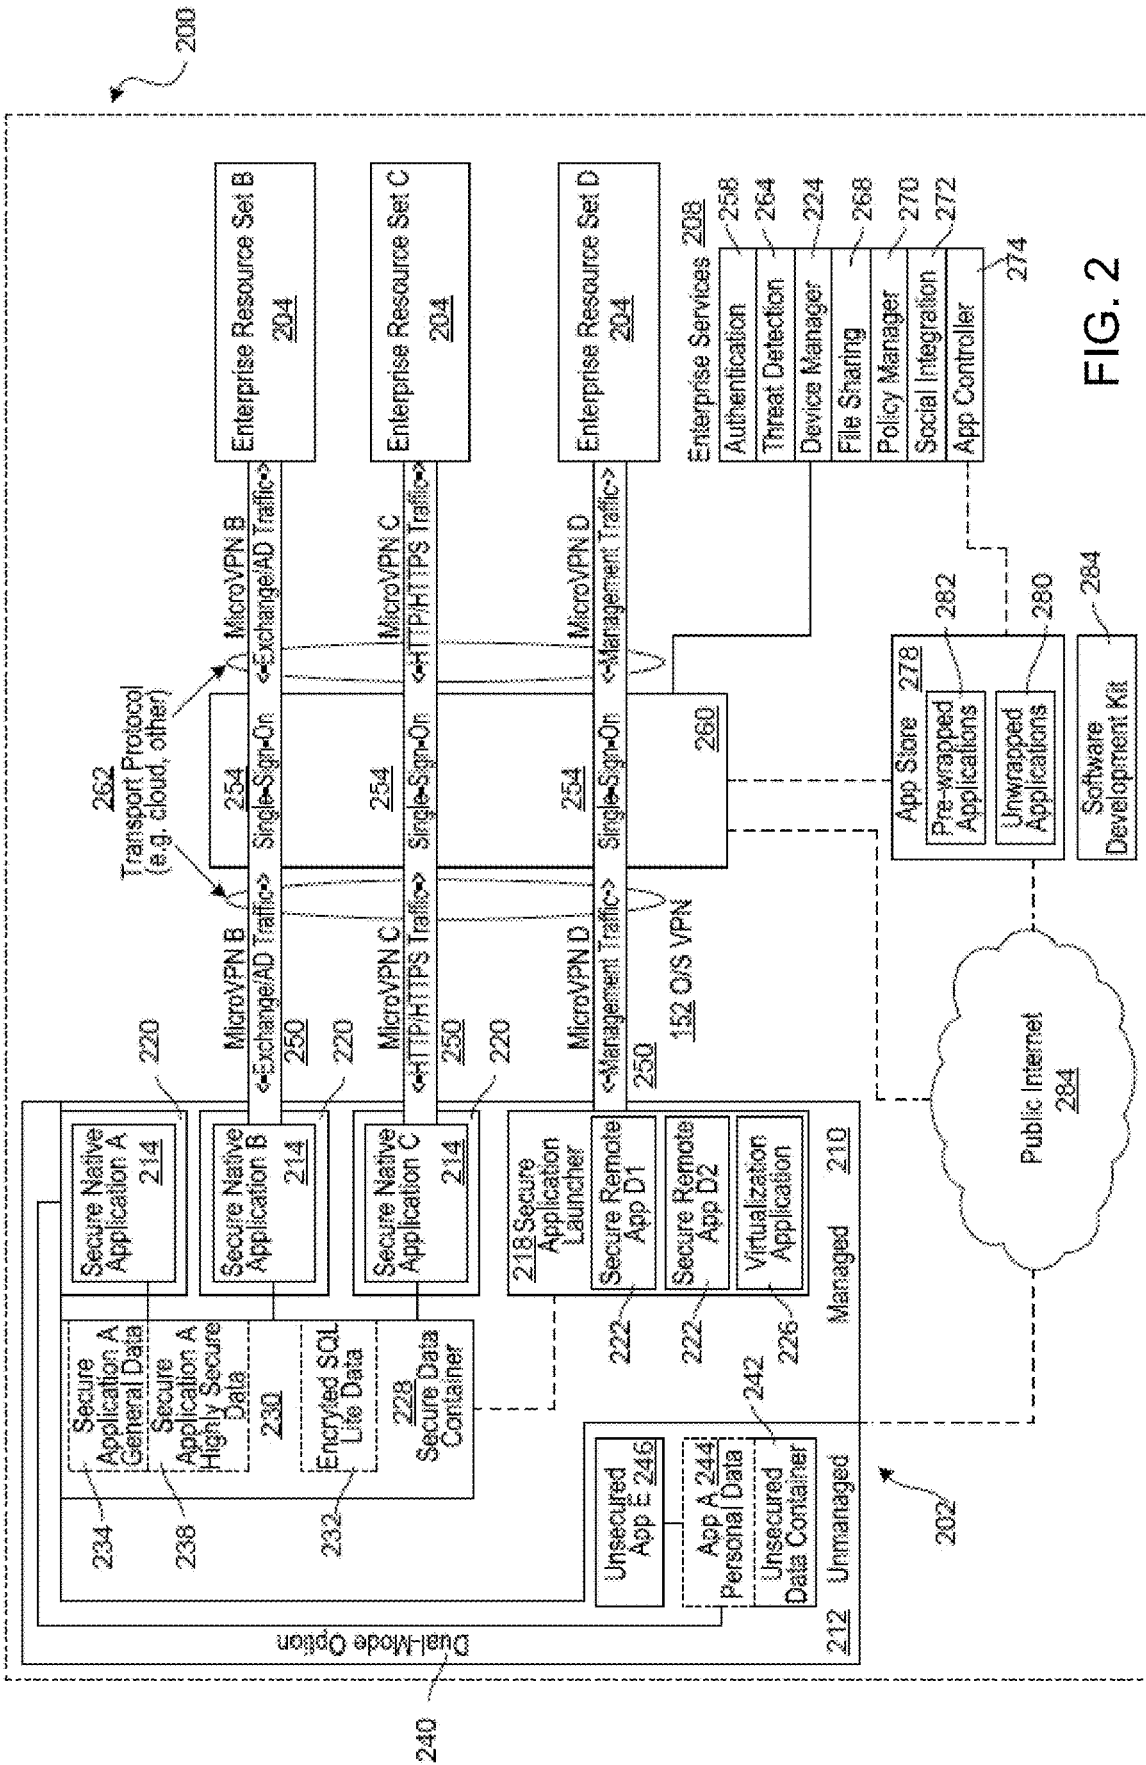 200
262
Transport Protocol
(e.g. cloud, other)
220
Secure Native
Application A
214
220
Secure Native
Application B
214
220
Secure Native
Application C
214
MicroVPN B
<-Exchange/AD Traffic->
250
254
Single-Sign-On
MicroVPN B
<-Exchange/AD Traffic->
Enterprise Resource Set B
204
MicroVPN C
<-HTTP/HTTPS Traffic->
250
254
Single-Sign-On
MicroVPN C
<-HTTP/HTTPS Traffic->
Enterprise Resource Set C
204
MicroVPN D
<-Management Traffic->
250
254
Single-Sign-On
MicroVPN D
<-Management Traffic->
Enterprise Resource Set D
204
152 O/S VPN
260
Secure
Application A
General Data
234
Secure
Application A
Highly Secure
Data
238
230
Encryted SQL
Lite Data
232
228
Secure Data
Container
218 Secure
Application
Launcher
Secure Remote
App D1
222
Secure Remote
App D2
222
Virtualization
Application
226
Managed
210
Dual-Mode Option
240
Unsecured
App E 246
App A 244
Personal Data
Unsecured
Data Container
242
212
Unmanaged
202
Enterprise Services
208
Authentication
258
Threat Detection
264
Device Manager
224
File Sharing
268
Policy Manager
270
Social Integration
272
App Controller
274
App Store
278
Pre-wrapped
Applications
282
Unwrapped
Applications
280
Software
Development Kit
284
Public Internet
284
FIG. 2